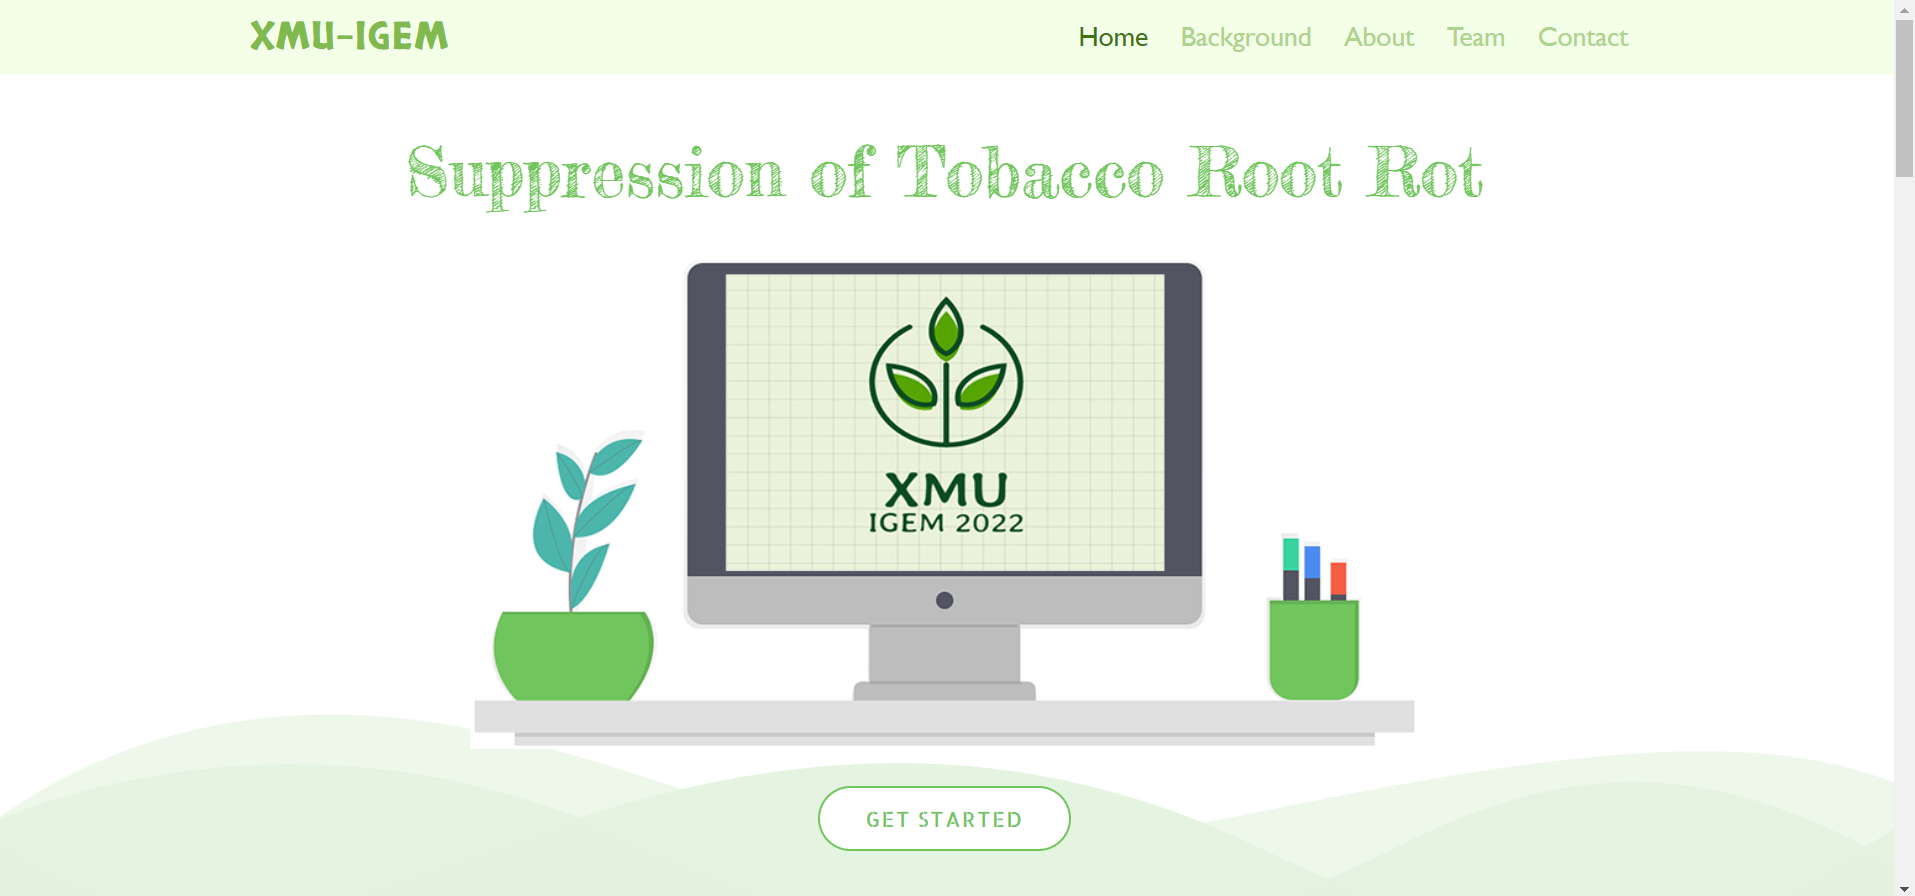 XMU-IGEM
Home Background About Team Contact
Suppression of Tobacco Root Rot
XMU
IGEM 2022
GET STARTED